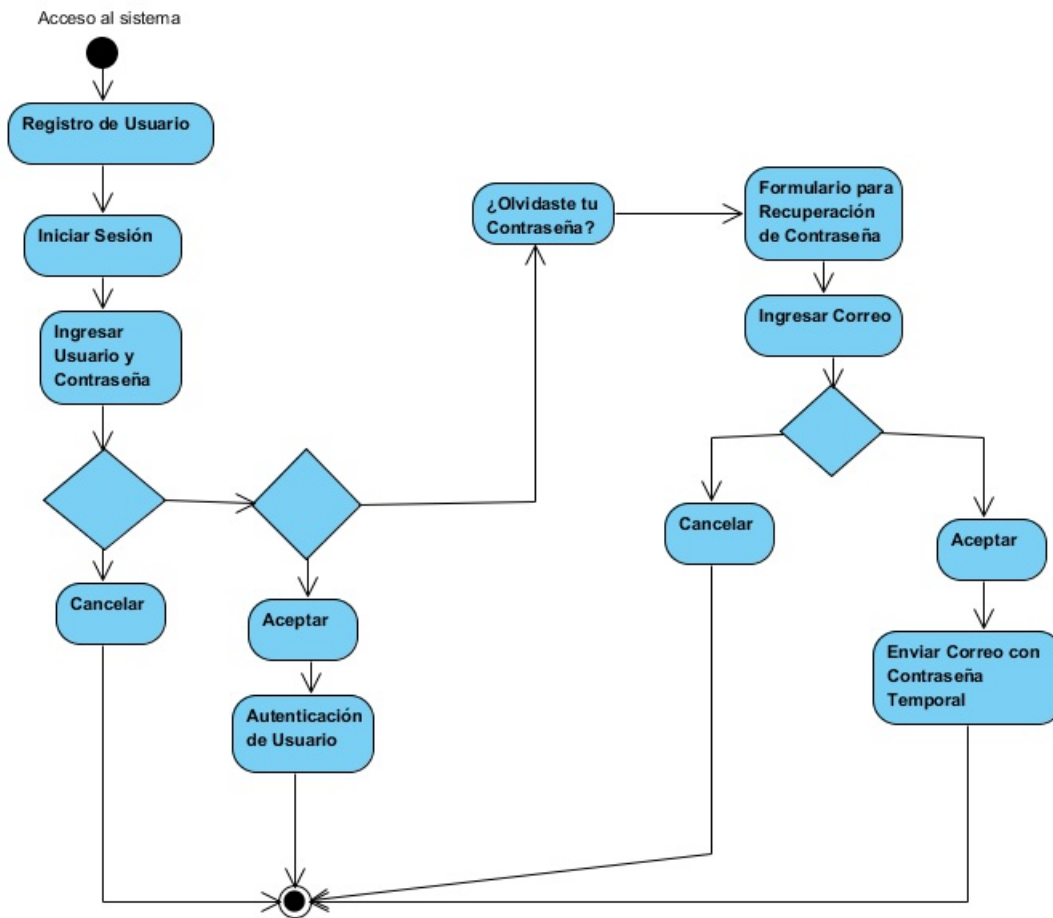 Acceso al sistema
Registro de Usuario
Iniciar Sesión
Ingresar
Usuario y
Contraseña
Cancelar
Aceptar
Autenticación
de Usuario
¿Olvidaste tu
Contraseña?
Formulario para
Recuperación
de Contraseña
Ingresar Correo
Cancelar
Aceptar
Enviar Correo con
Contraseña
Temporal